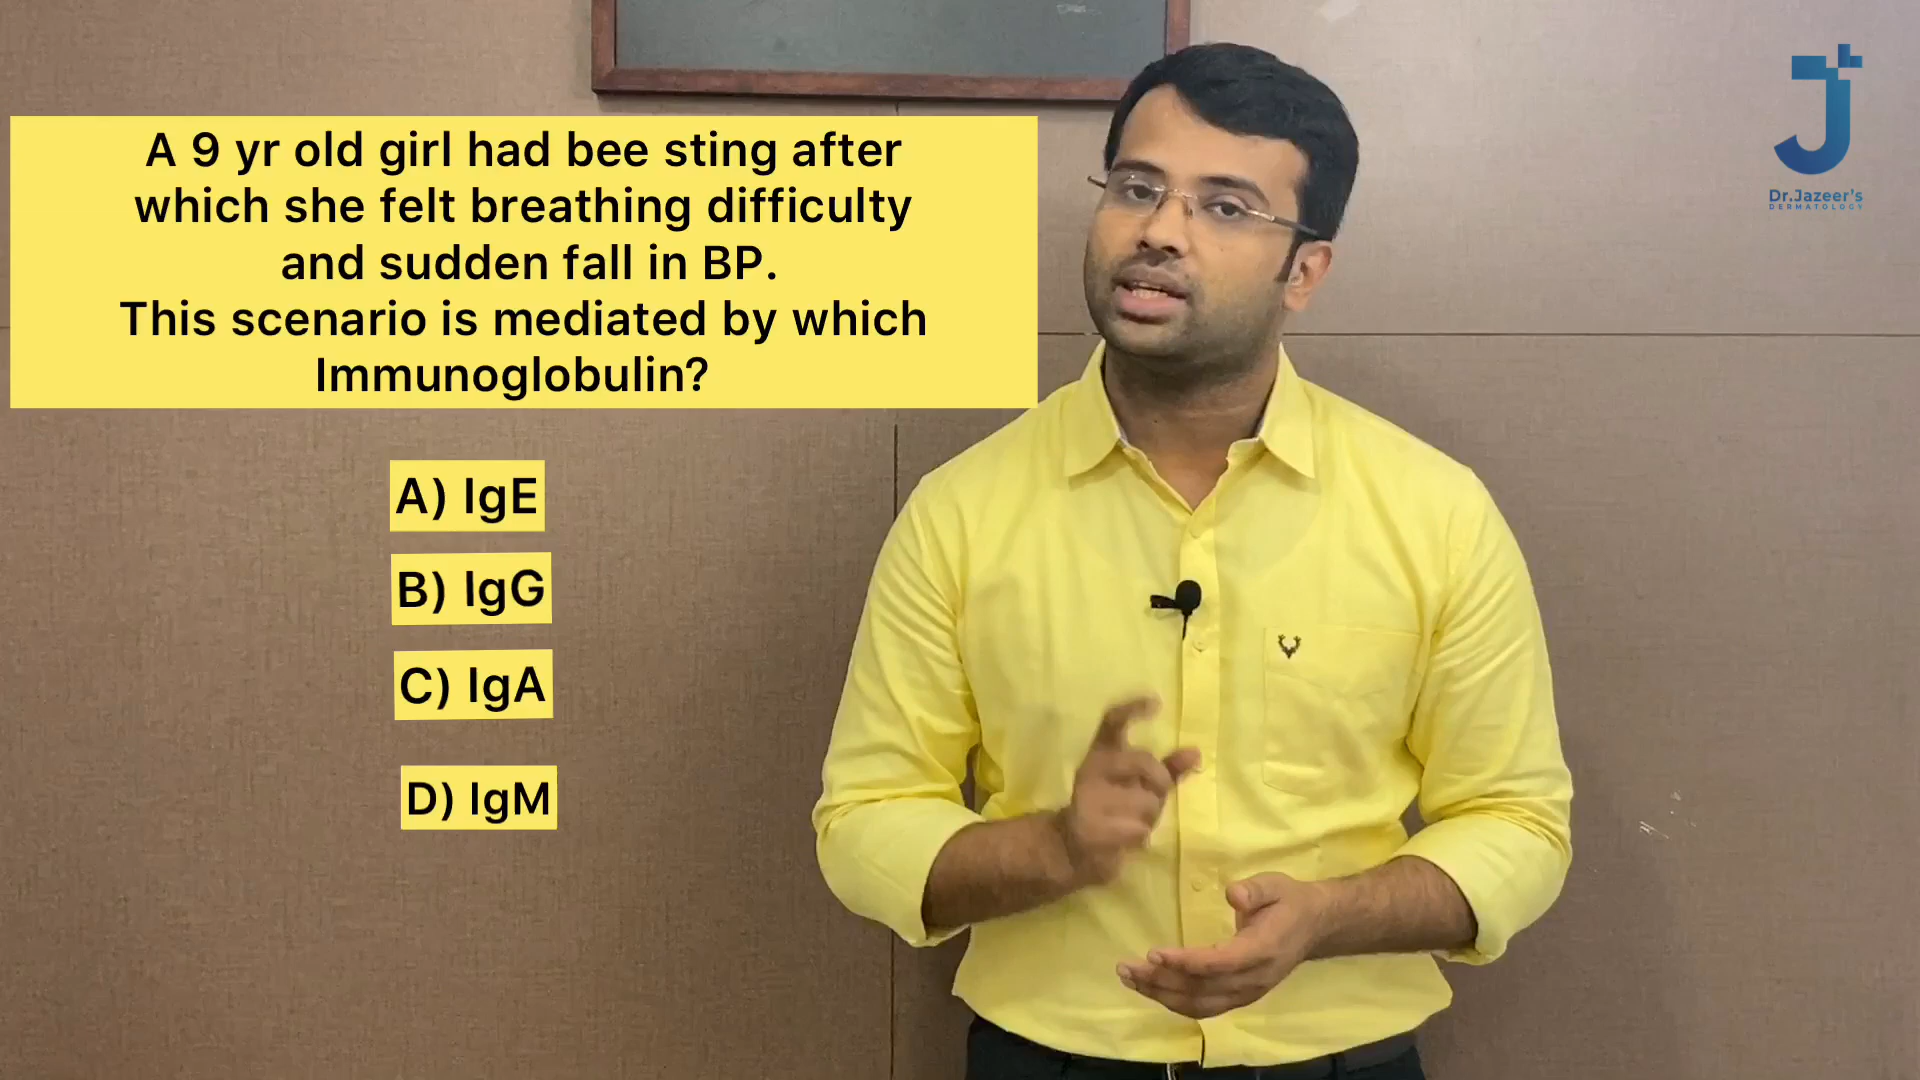 A 9 yr old girl had bee sting after
which she felt breathing difficulty
and sudden fall in BP.
This scenario is mediated by which
Immunoglobulin?
A) IgE
B) IgG
C) IgA
D) IgM
Dr.Jazeer's
DERMATOLOGY